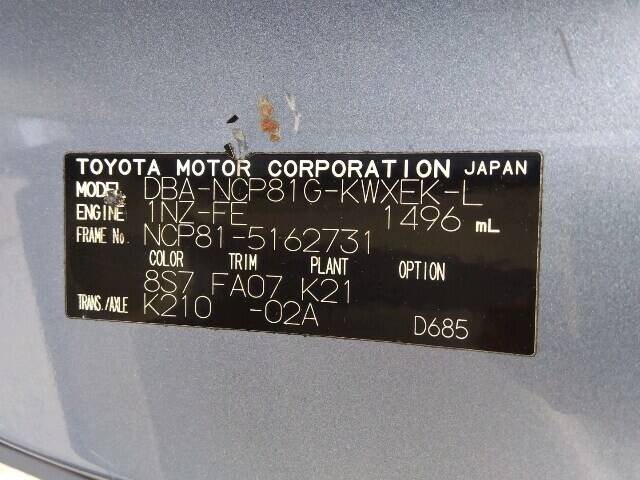 TOYOTA MOTOR CORPORATION JAPAN
MODEL DBA-NCP81G-KWXEK-L
ENGINE 1NZ-FE 1496 mL
FRAME No. NCP81-5162731
COLOR TRIM PLANT OPTION
8S7 FA07 K21
TRANS./AXLE K210 -02A D685